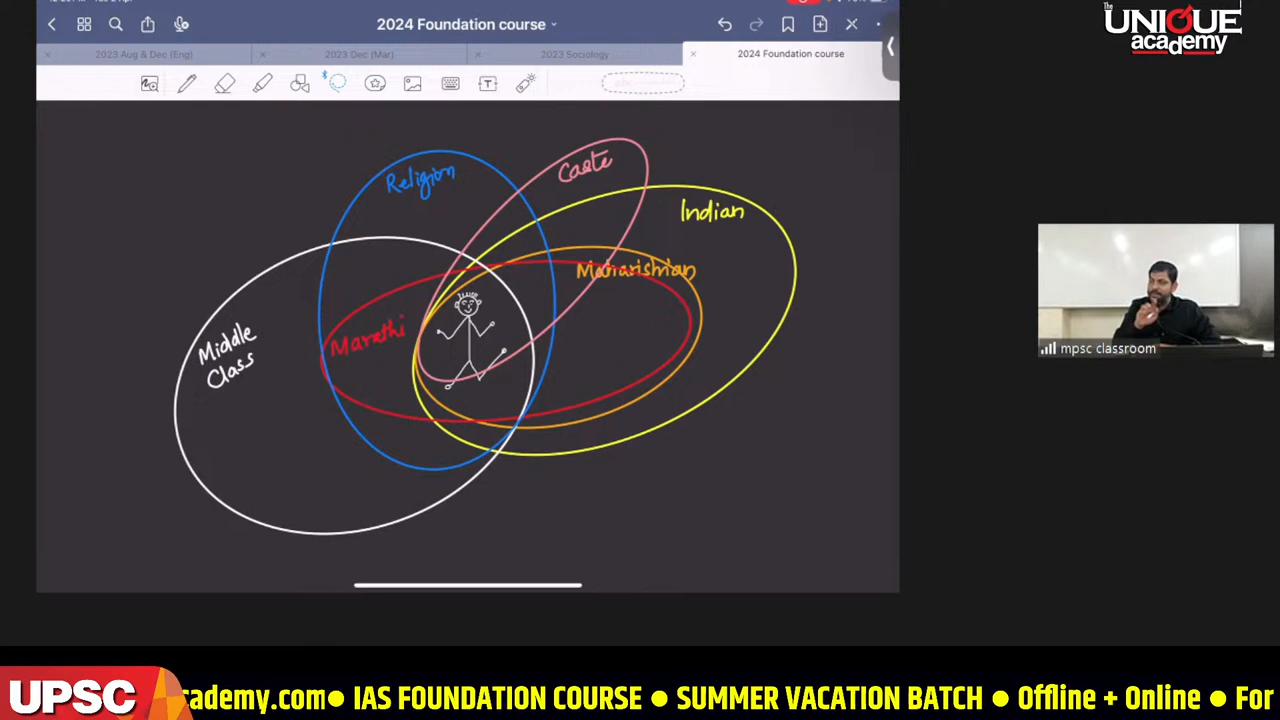 2024 Foundation course
2023 Aug & Dec (Eng)
2023 Dec (Mar)
2023 Sociology
2024 Foundation course
The
UNIQUE
academy
Religion
Caste
Indian
Maharishian
Marathi
Middle
Class
mpsc classroom
UPSC
cademy.com● IAS FOUNDATION COURSE ● SUMMER VACATION BATCH ● Offline + Online ● For